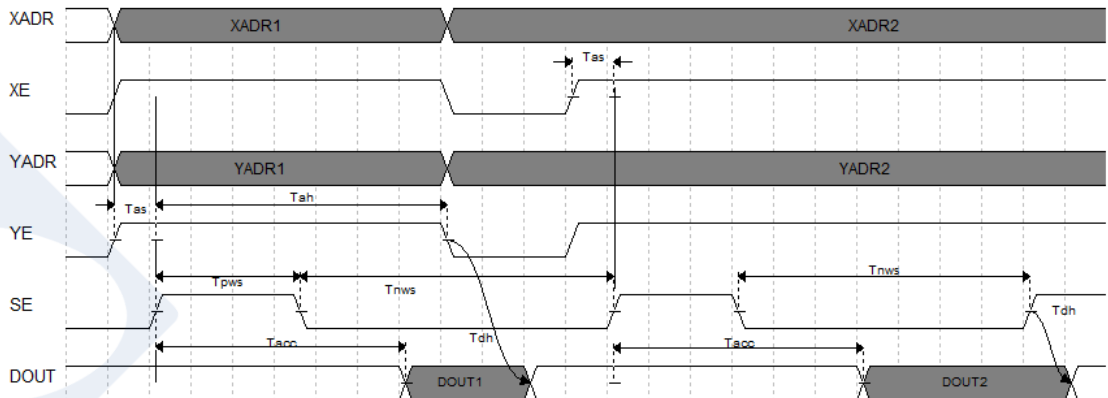 XADR XADR1 XADR2
Tas
XE
YADR YADR1 YADR2
Tas Tah
YE
Tpws Tnws Tnws
SE
Tacc Tdh Tacc Tdh
DOUT DOUT1 DOUT2